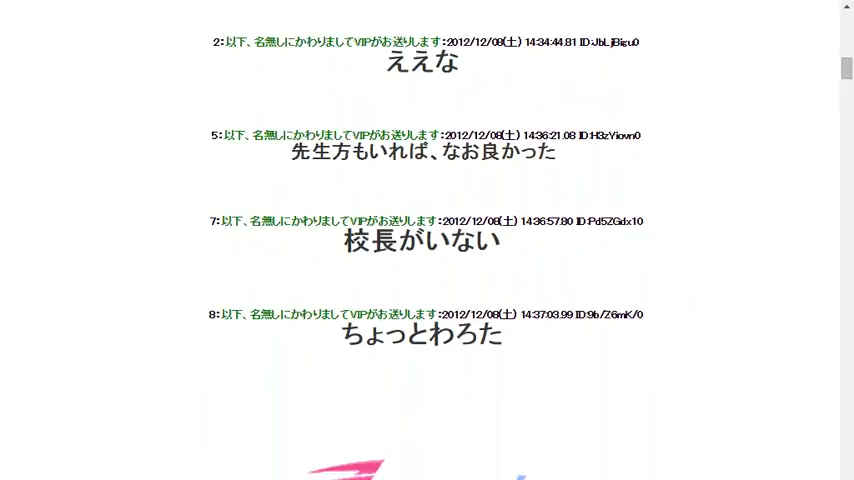 2：以下、名無しにかわりましてVIPがお送りします：2012/12/08(土) 14:34:44.81 ID:JbLjBigu0
ええな
5：以下、名無しにかわりましてVIPがお送りします：2012/12/08(土) 14:36:21.08 ID:H3zYiovn0
先生方もいれば、なお良かった
7：以下、名無しにかわりましてVIPがお送りします：2012/12/08(土) 14:36:57.80 ID:Pd5ZGdx10
校長がいない
8：以下、名無しにかわりましてVIPがお送りします：2012/12/08(土) 14:37:03.99 ID:9b/Z6mK/0
ちょっとわろた